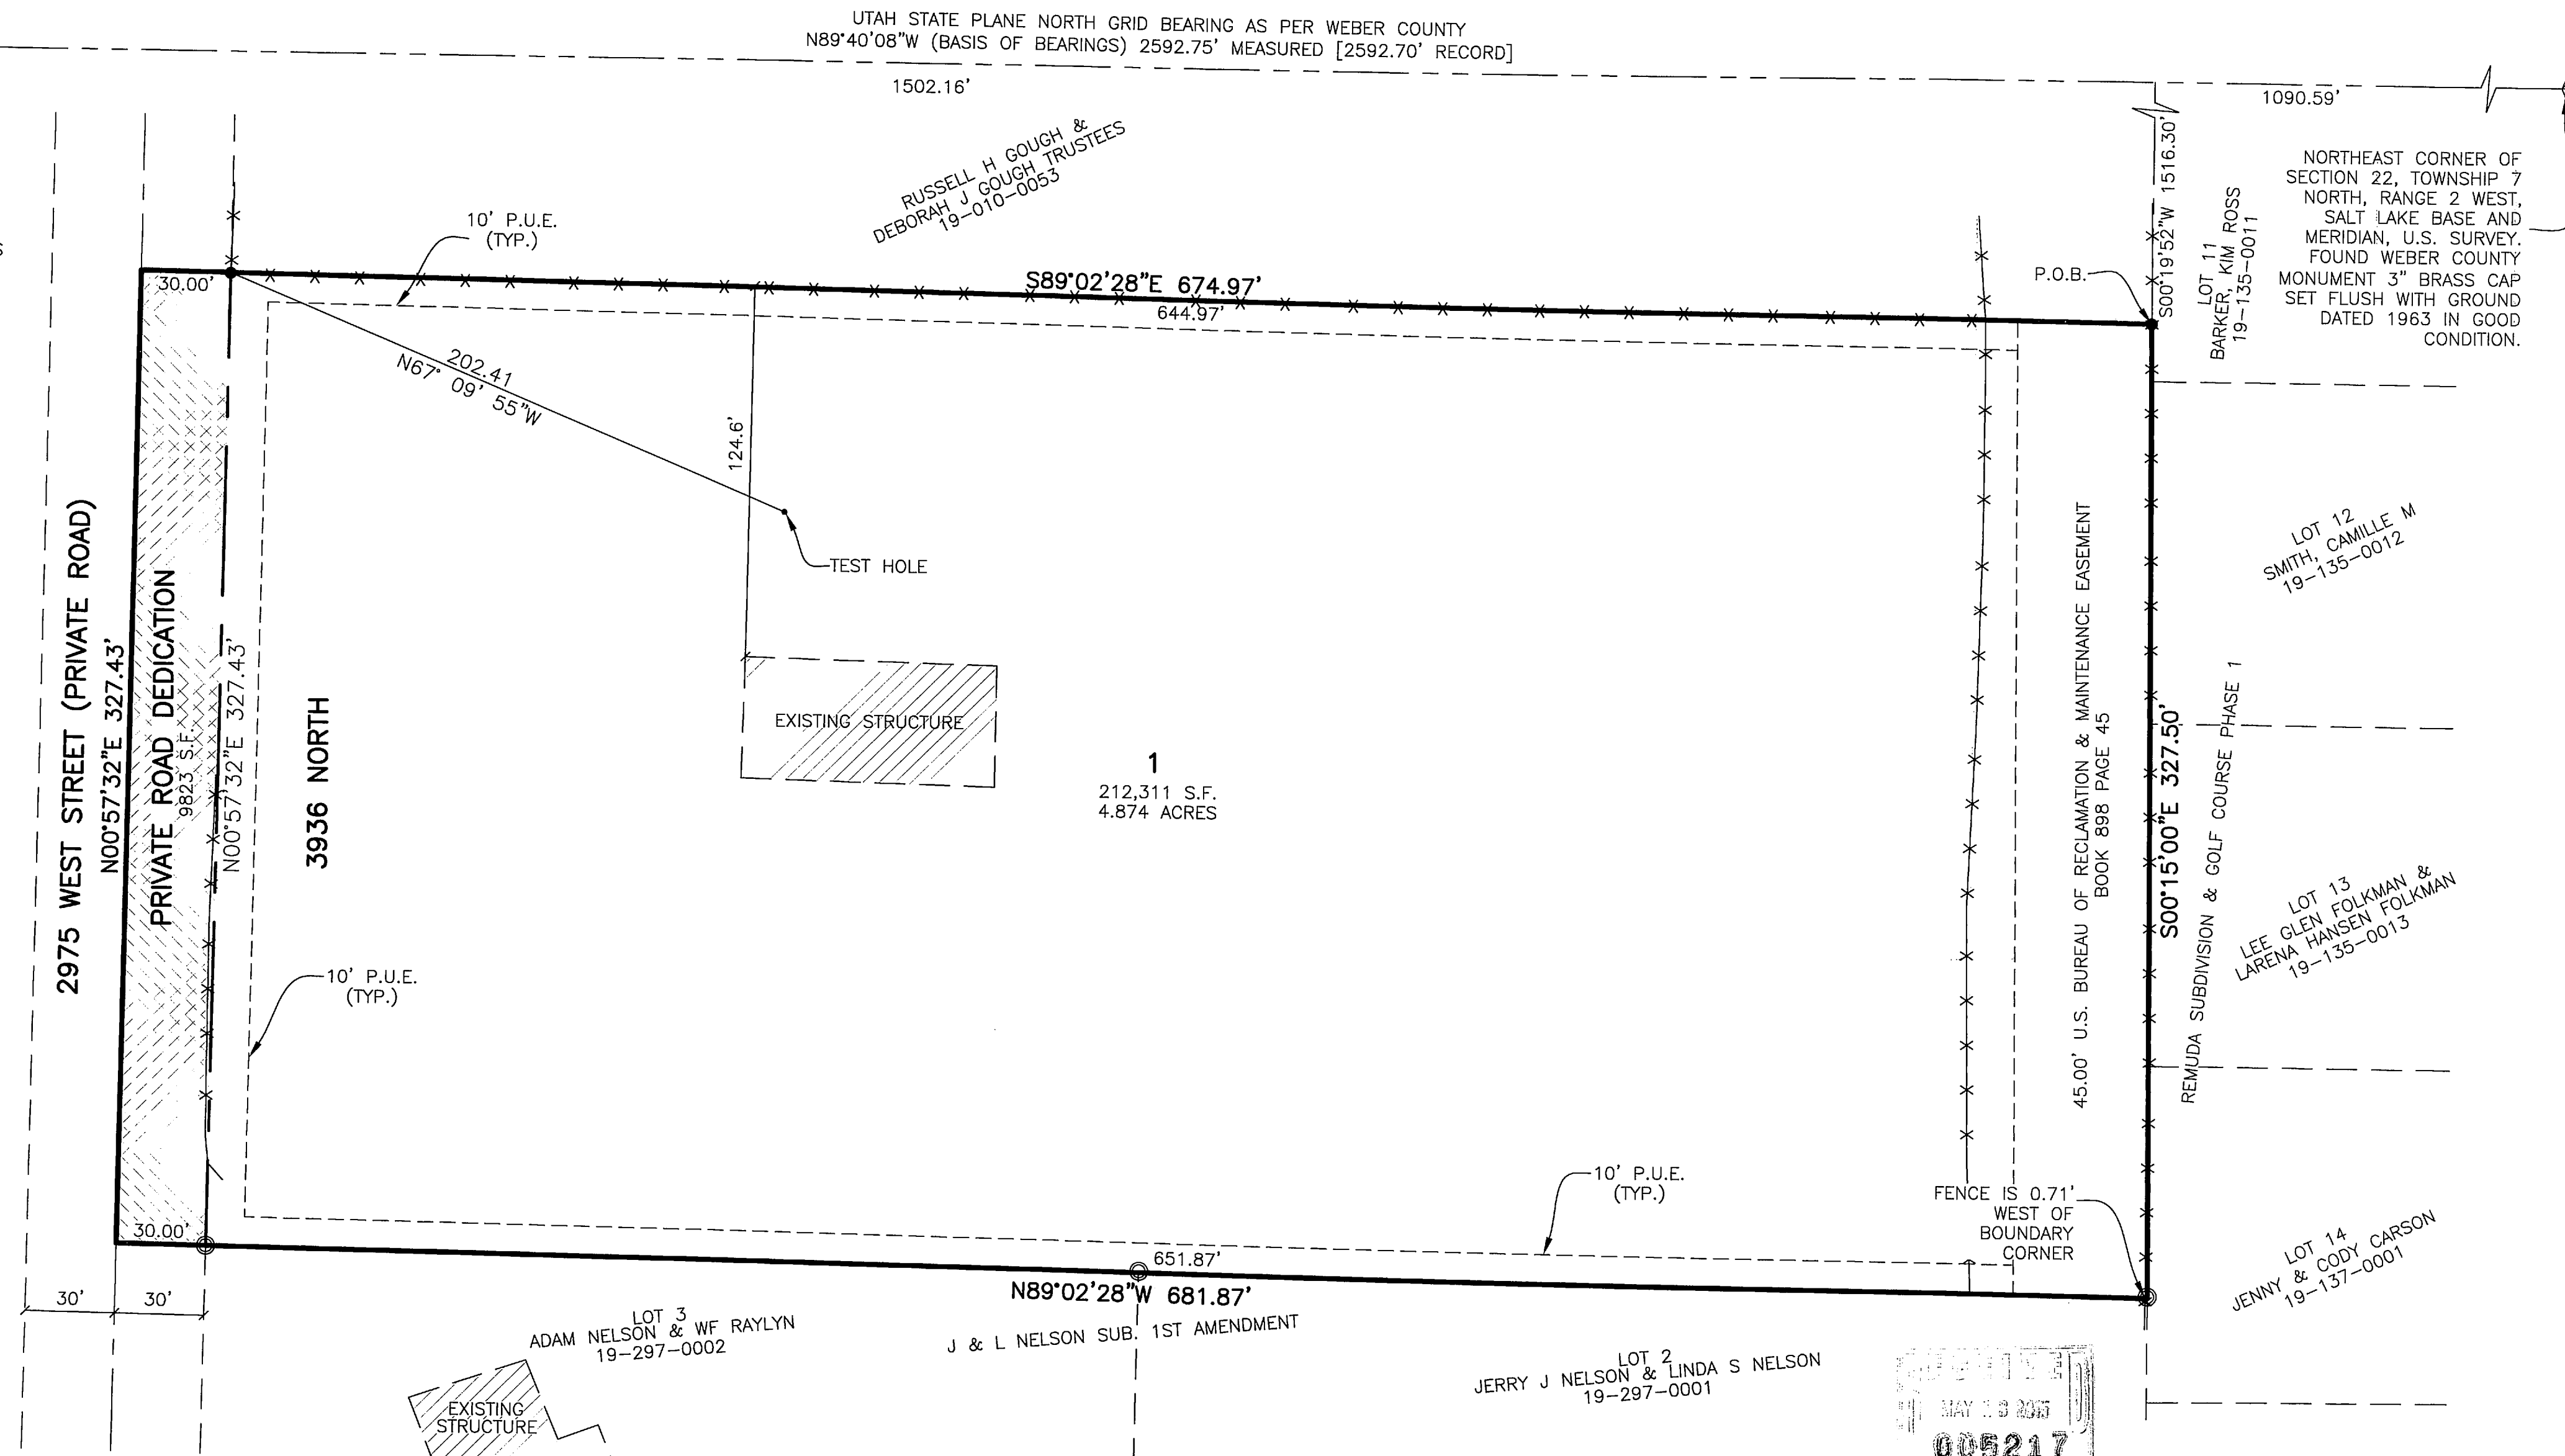 UTAH STATE PLANE NORTH GRID BEARING AS PER WEBER COUNTY
N89°40'08"W (BASIS OF BEARINGS) 2592.75' MEASURED [2592.70' RECORD]
1502.16'
1090.59'
RUSSELL H GOUGH &
DEBORAH J GOUGH TRUSTEES
19-010-0053
S00°19'52"W 1516.30'
LOT 11
BARKER, KIM ROSS
19-135-0011
NORTHEAST CORNER OF
SECTION 22, TOWNSHIP 7
NORTH, RANGE 2 WEST,
SALT LAKE BASE AND
MERIDIAN, U.S. SURVEY.
FOUND WEBER COUNTY
MONUMENT 3" BRASS CAP
SET FLUSH WITH GROUND
DATED 1963 IN GOOD
CONDITION.
10' P.U.E.
(TYP.)
30.00'
S89°02'28"E 674.97'
644.97'
P.O.B.
202.41
N67° 09' 55"W
124.6'
TEST HOLE
EXISTING STRUCTURE
1
212,311 S.F.
4.874 ACRES
2975 WEST STREET (PRIVATE ROAD)
N00°57'32"E 327.43'
PRIVATE ROAD DEDICATION
9823 S.F.
N00°57'32"E 327.43'
3936 NORTH
10' P.U.E.
(TYP.)
45.00' U.S. BUREAU OF RECLAMATION & MAINTENANCE EASEMENT
BOOK 898 PAGE 45
S00°15'00"E 327.50'
REMUDA SUBDIVISION & GOLF COURSE PHASE 1
LOT 12
SMITH, CAMILLE M
19-135-0012
LOT 13
LEE GLEN FOLKMAN &
LARENA HANSEN FOLKMAN
19-135-0013
10' P.U.E.
(TYP.)
FENCE IS 0.71'
WEST OF
BOUNDARY
CORNER
LOT 14
JENNY & CODY CARSON
19-137-0001
30.00'
651.87'
N89°02'28"W 681.87'
30'
30'
LOT 3
ADAM NELSON & WF RAYLYN
19-297-0002
J & L NELSON SUB. 1ST AMENDMENT
LOT 2
JERRY J NELSON & LINDA S NELSON
19-297-0001
EXISTING
STRUCTURE
MAY
005217